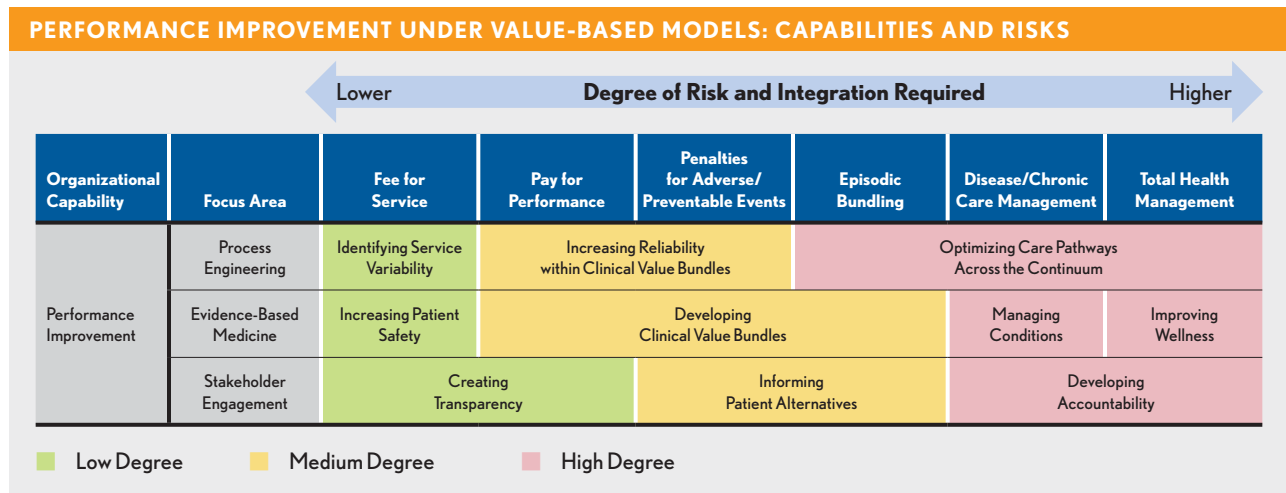 PERFORMANCE IMPROVEMENT UNDER VALUE-BASED MODELS: CAPABILITIES AND RISKS
Lower Degree of Risk and Integration Required Higher
Organizational
Capability
Focus Area
Fee for
Service
Pay for
Performance
Penalties
for Adverse/
Preventable Events
Episodic
Bundling
Disease/Chronic
Care Management
Total Health
Management
Performance
Improvement
Process
Engineering
Identifying Service
Variability
Increasing Reliability
within Clinical Value Bundles
Optimizing Care Pathways
Across the Continuum
Evidence-Based
Medicine
Increasing Patient
Safety
Developing
Clinical Value Bundles
Managing
Conditions
Improving
Wellness
Stakeholder
Engagement
Creating
Transparency
Informing
Patient Alternatives
Developing
Accountability
Low Degree Medium Degree High Degree